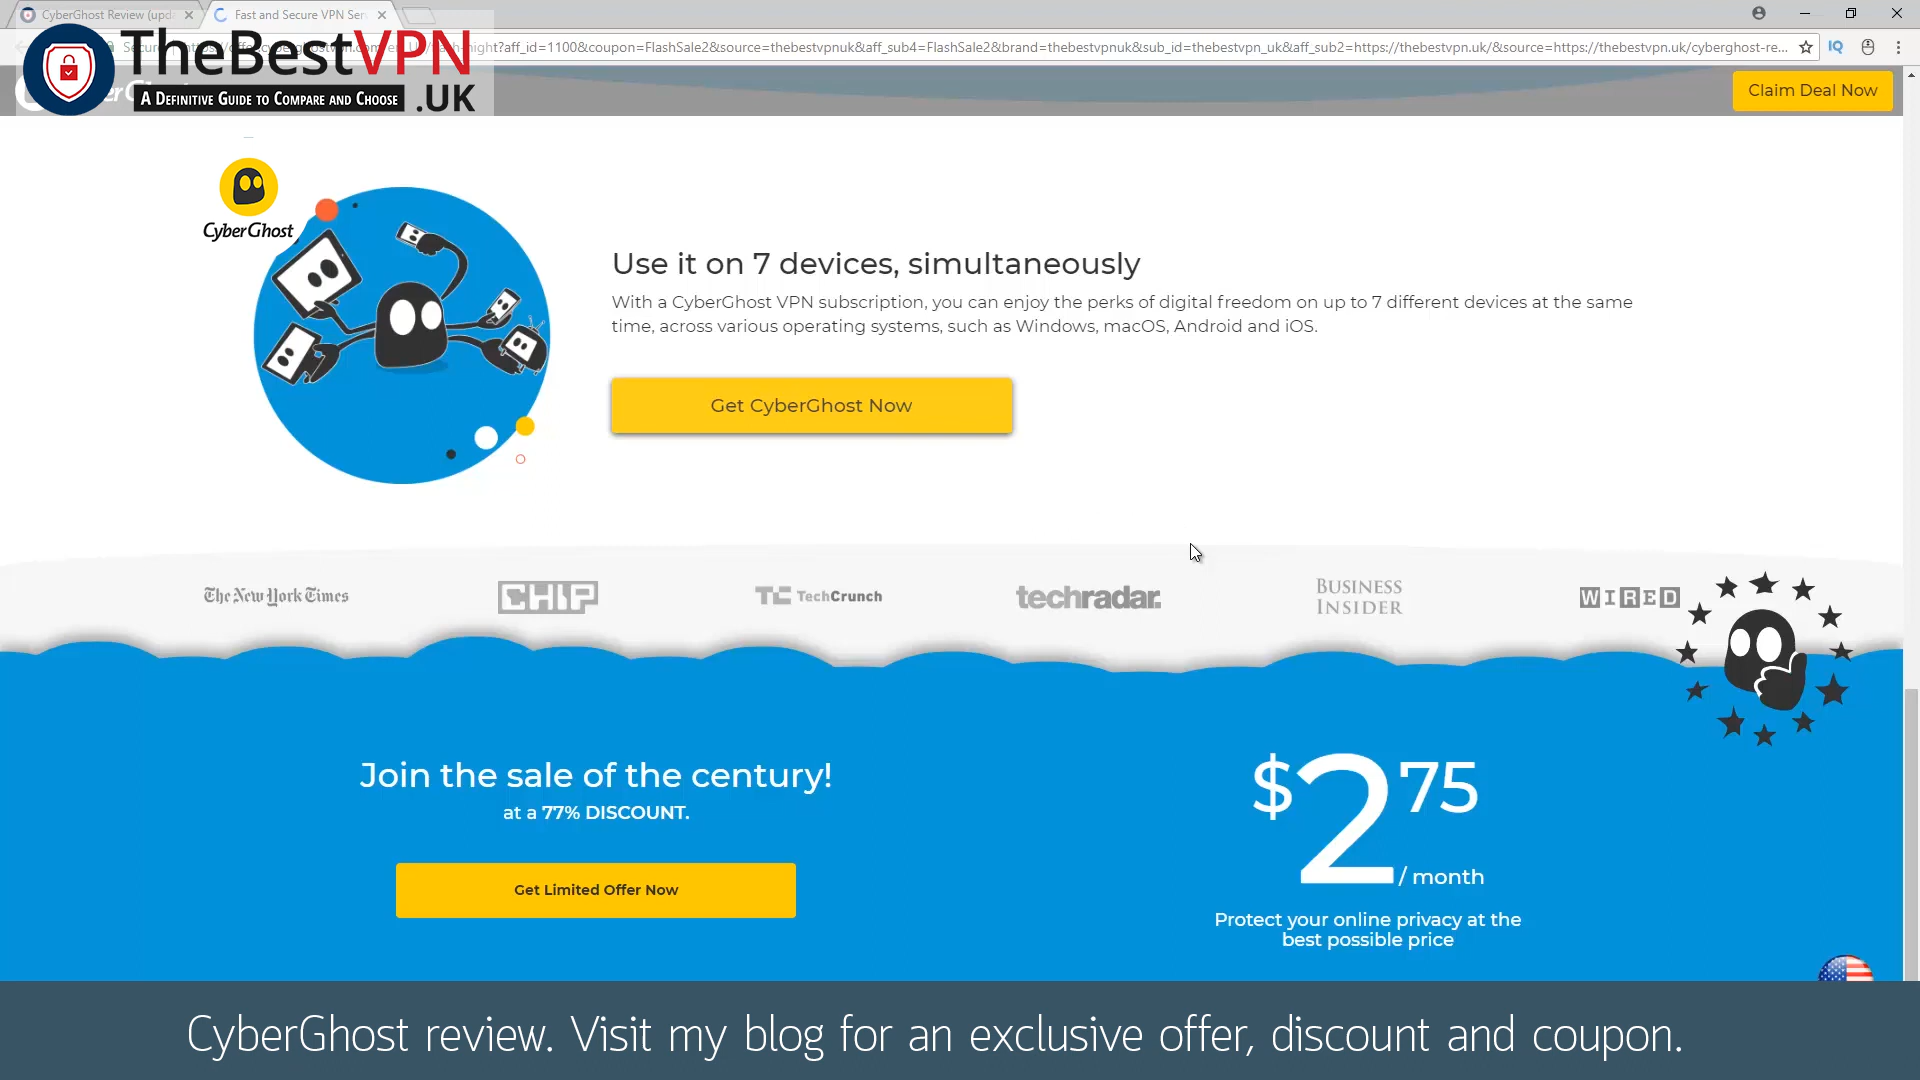 CyberGhost Review (upd
Fast and Secure VPN Ser
TheBestVPN
A Definitive Guide to Compare and Choose
.UK
ight?aff_id=1100&coupon=FlashSale2&source=thebestvpnuk&aff_sub4=FlashSale2&brand=thebestvpnuk&sub_id=thebestvpn_uk&aff_sub2=https://thebestvpn.uk/&source=https://thebestvpn.uk/cyberghost-re...
IQ
Claim Deal Now
CyberGhost
Use it on 7 devices, simultaneously
With a CyberGhost VPN subscription, you can enjoy the perks of digital freedom on up to 7 different devices at the same
time, across various operating systems, such as Windows, macOS, Android and iOS.
Get CyberGhost Now
The New York Times
CHIP
TC TechCrunch
techradar.
BUSINESS
INSIDER
WIRED
Join the sale of the century!
at a 77% DISCOUNT.
Get Limited Offer Now
$2 75
/ month
Protect your online privacy at the
best possible price
CyberGhost review. Visit my blog for an exclusive offer, discount and coupon.